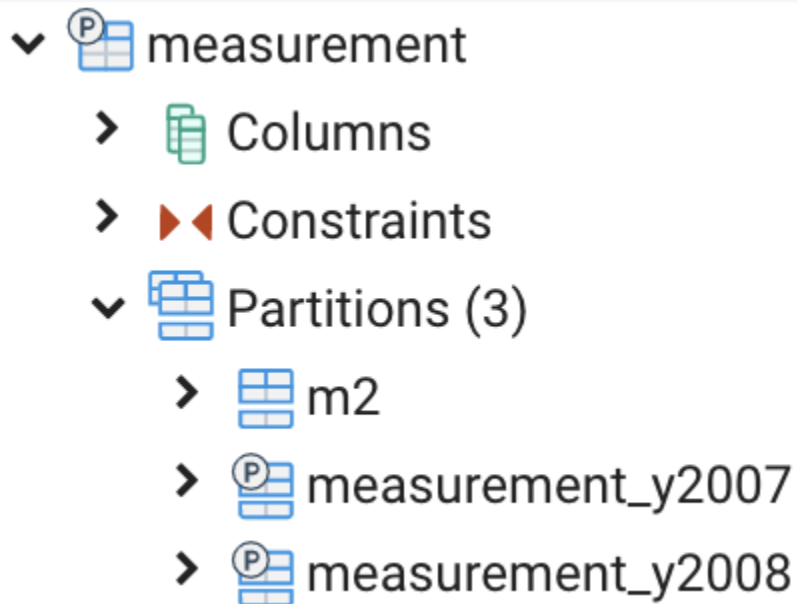 P measurement
Columns
Constraints
Partitions (3)
m2
P measurement_y2007
P measurement_y2008